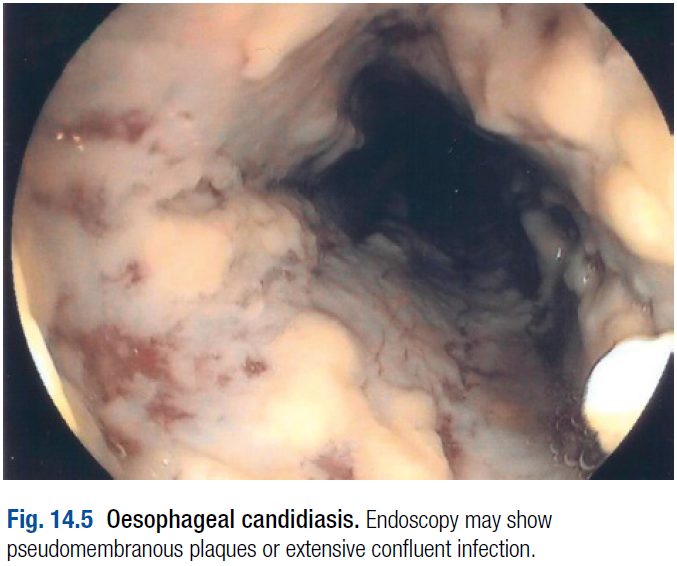 Fig. 14.5 Oesophageal candidiasis. Endoscopy may show
pseudomembranous plaques or extensive confluent infection.